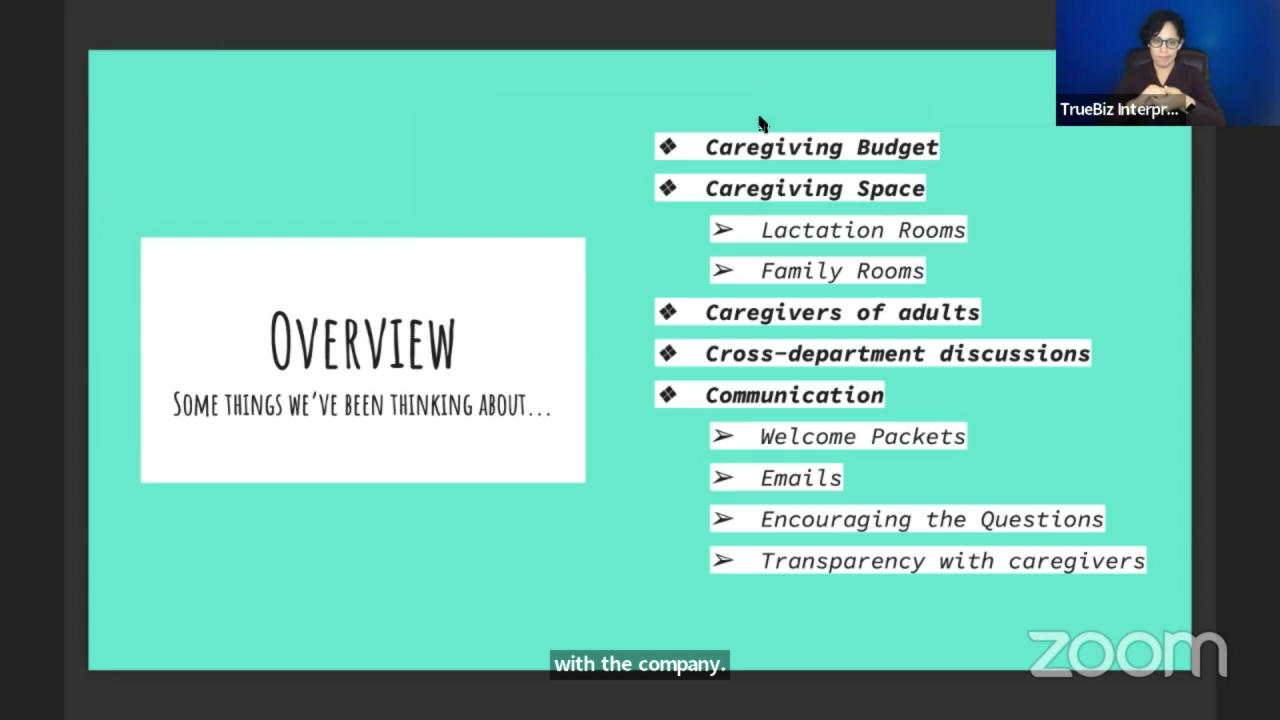 TrueBiz Interpr...
❖ Caregiving Budget
❖ Caregiving Space
➢ Lactation Rooms
➢ Family Rooms
❖ Caregivers of adults
❖ Cross-department discussions
❖ Communication
➢ Welcome Packets
➢ Emails
➢ Encouraging the Questions
➢ Transparency with caregivers
OVERVIEW
SOME THINGS WE'VE BEEN THINKING ABOUT...
with the company.
zoom